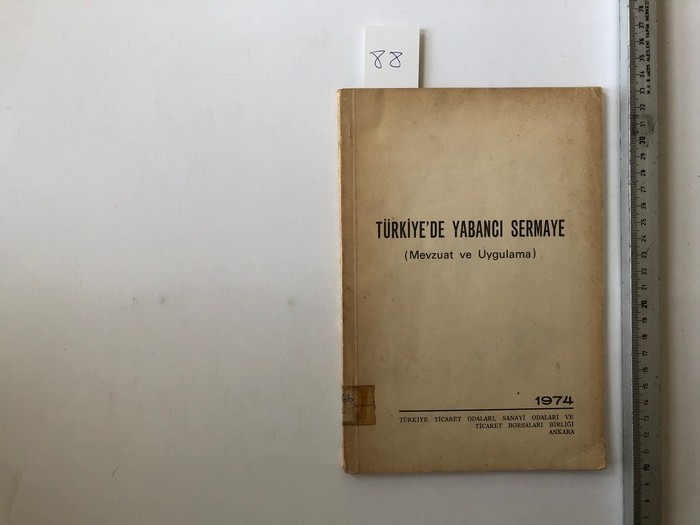 88
TÜRKİYE'DE YABANCI SERMAYE
(Mevzuat ve Uygulama)
1974
TÜRKİYE TİCARET ODALARI, SANAYİ ODALARI VE
TİCARET BORSALARI BİRLİĞİ
ANKARA